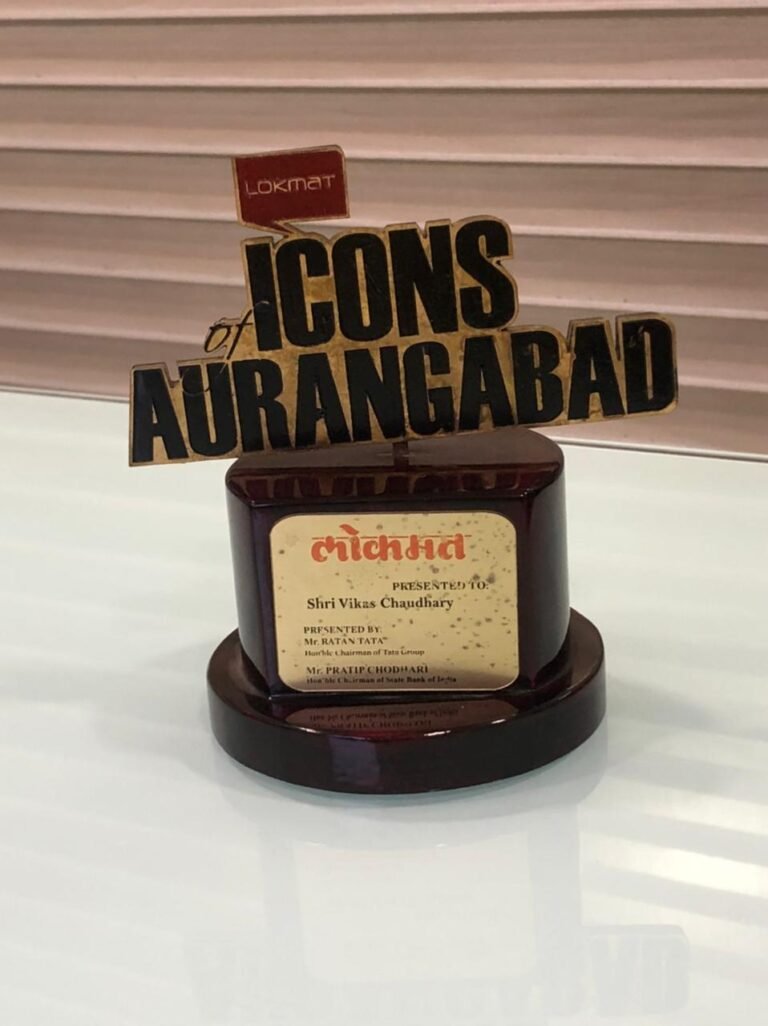 LOKMAT
ICONS
of
AURANGABAD
लोकमत
PRESENTED TO:
Shri Vikas Chaudhary
PRESENTED BY:
Mr. RATAN TATA
Hon'ble Chairman of Tata Group
Mr. PRATIP CHODHARI
Hon'ble Chairman of State Bank of India